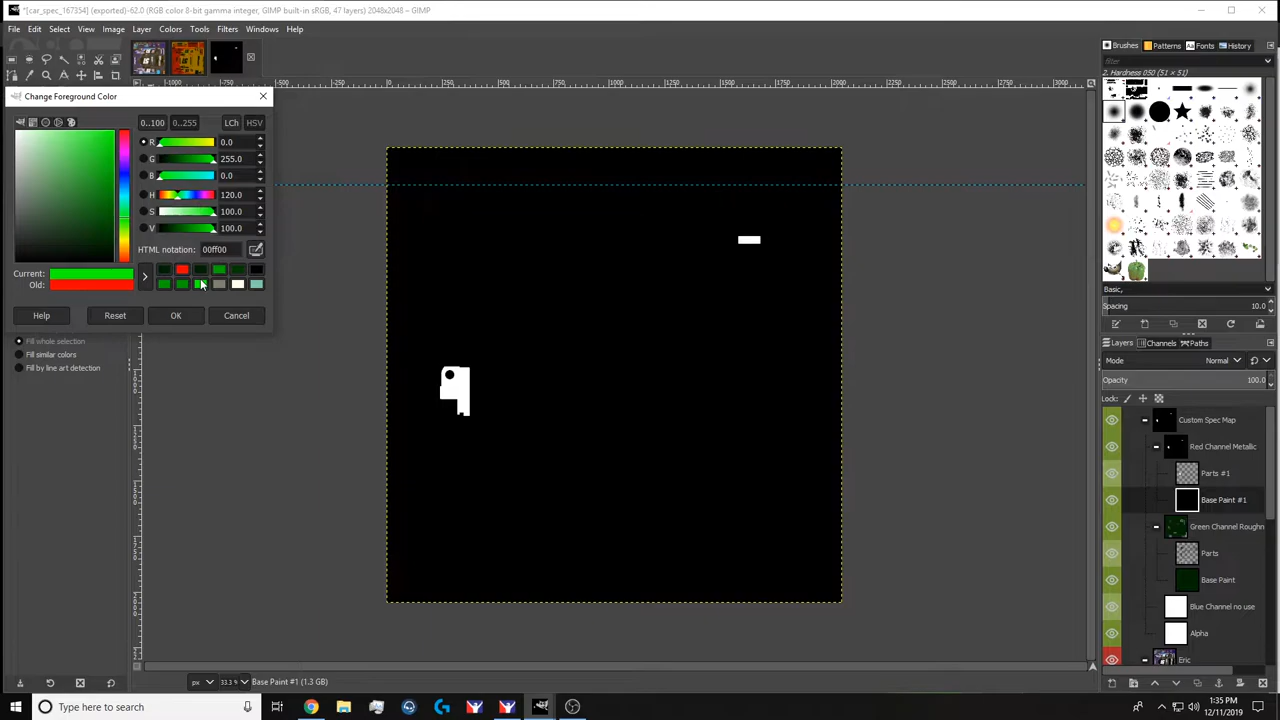 *[car_spec_167354] (exported)-62.0 (RGB color 8-bit gamma integer, GIMP built-in sRGB, 47 layers) 2048x2048 – GIMP
File Edit Select View Image Layer Colors Tools Filters Windows Help
Brushes Patterns Fonts History
filter
2. Hardness 050 (51 × 51)
Change Foreground Color
0..100 0..255 LCh HSV
R 0.0
G 255.0
B 0.0
H 120.0
S 100.0
V 100.0
HTML notation: 00ff00
Current:
Old:
Help Reset OK Cancel
Fill whole selection
Fill similar colors
Fill by line art detection
Basic,
Spacing 10.0
Layers Channels Paths
Mode Normal
Opacity 100.0
Lock:
Custom Spec Map
Red Channel Metallic
Parts #1
Base Paint #1
Green Channel Roughn
Parts
Base Paint
Blue Channel no use
Alpha
Eric
px 33.3 % Base Paint #1 (1.3 GB)
Type here to search
1:35 PM
12/11/2019